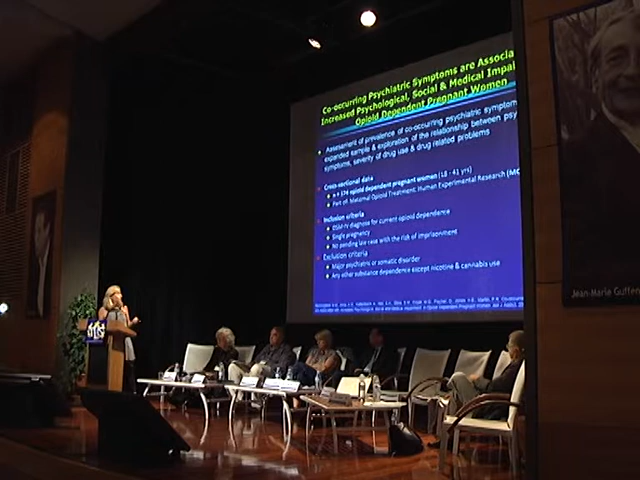 Co-occurring Psychiatric Symptoms are Associa
Increased Psychological, Social & Medical Impai
Opioid Dependent Pregnant Women
Assessment of prevalence of co-occurring psychiatric symptom
expanded sample & exploration of the relationship between psy
symptoms, severity of drug use & drug related problems
Cross-sectional data
n = 174 opioid dependent pregnant women (18 - 41 yrs)
Part of: Maternal Opioid Treatment: Human Experimental Research (MO
Inclusion criteria
DSM-IV diagnosis for current opioid dependence
Single pregnancy
No pending law case with the risk of imprisonment
Exclusion criteria
Major psychiatric or somatic disorder
Any other substance dependence except nicotine & cannabis use
Jean-Marie Guffen